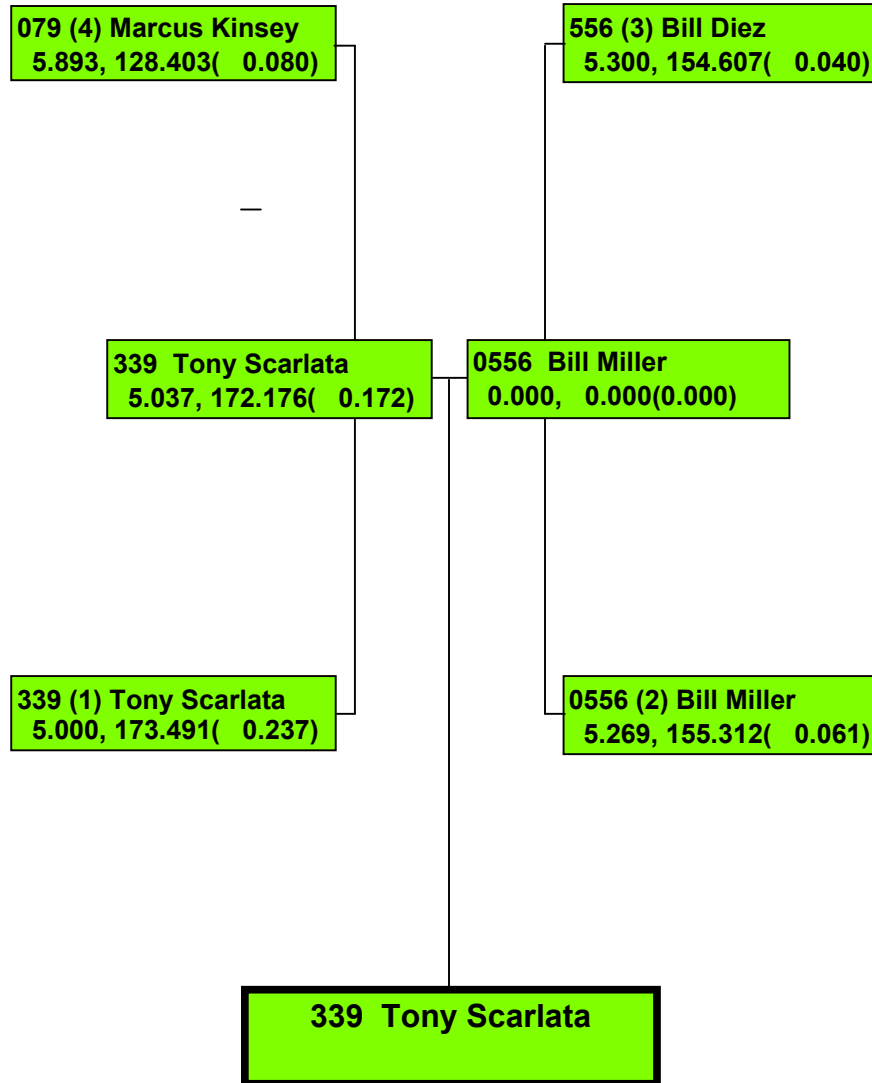 079 (4) Marcus Kinsey
5.893, 128.403( 0.080)
556 (3) Bill Diez
5.300, 154.607( 0.040)
339 Tony Scarlata
5.037, 172.176( 0.172)
0556 Bill Miller
0.000, 0.000(0.000)
339 (1) Tony Scarlata
5.000, 173.491( 0.237)
0556 (2) Bill Miller
5.269, 155.312( 0.061)
339 Tony Scarlata